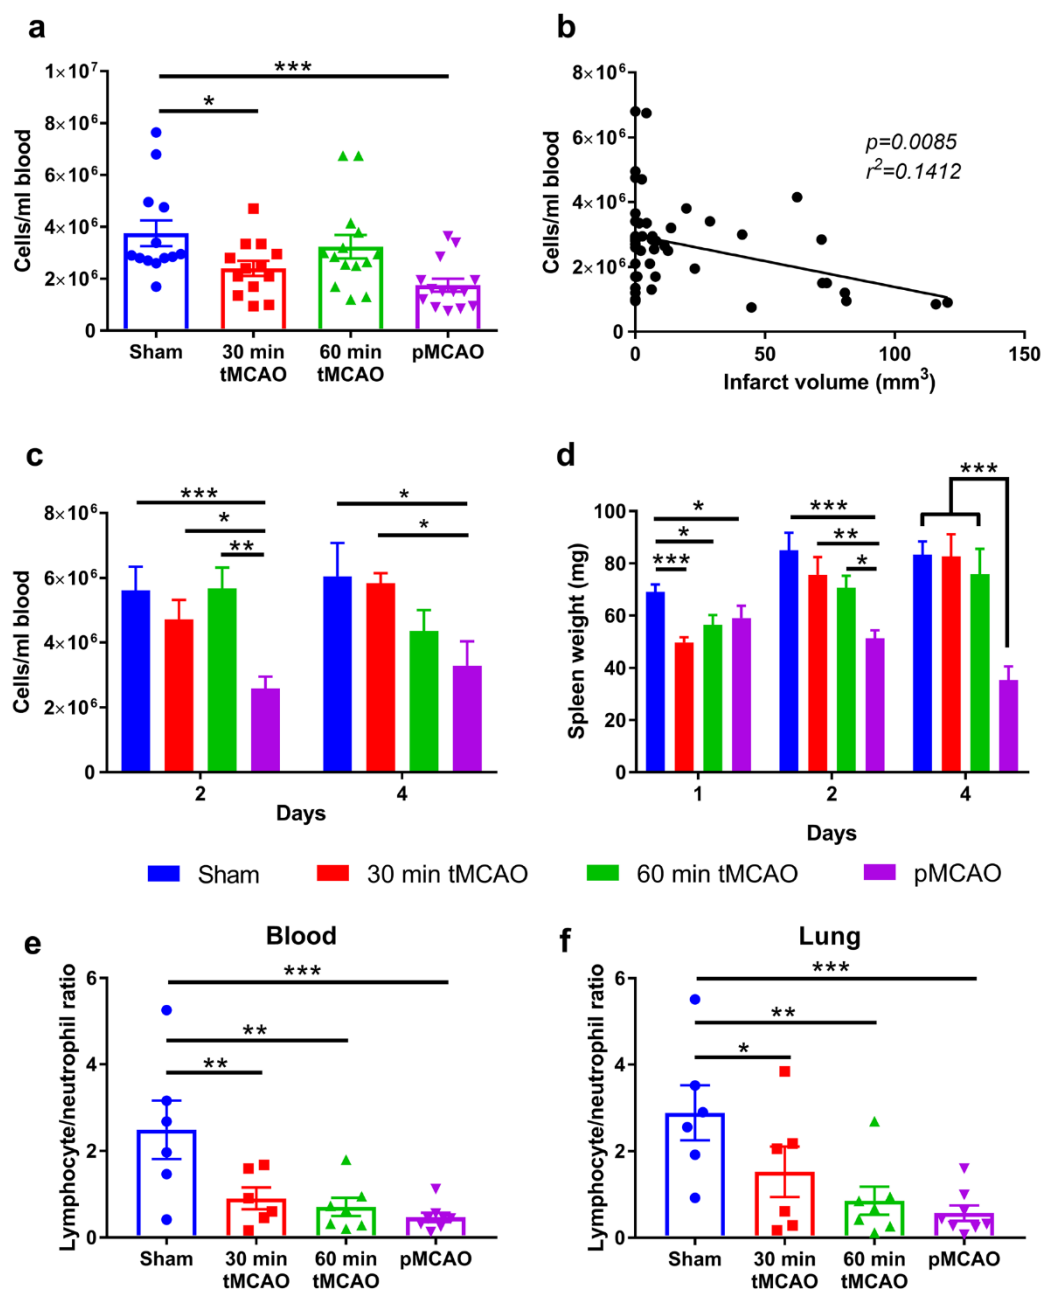 a
Cells/ml blood
1×10⁷
8×10⁶
6×10⁶
4×10⁶
2×10⁶
0
***
*
Sham
30 min
tMCAO
60 min
tMCAO
pMCAO
b
Cells/ml blood
8×10⁶
6×10⁶
4×10⁶
2×10⁶
0
p=0.0085
r²=0.1412
0
50
100
150
Infarct volume (mm³)
c
Cells/ml blood
8×10⁶
6×10⁶
4×10⁶
2×10⁶
0
***
*
**
*
*
2
4
Days
d
Spleen weight (mg)
100
80
60
40
20
0
*
*
***
***
**
*
***
1
2
4
Days
Sham
30 min tMCAO
60 min tMCAO
pMCAO
e
Blood
Lymphocyte/neutrophil ratio
6
4
2
0
***
**
**
Sham
30 min
tMCAO
60 min
tMCAO
pMCAO
f
Lung
Lymphocyte/neutrophil ratio
6
4
2
0
***
**
*
Sham
30 min
tMCAO
60 min
tMCAO
pMCAO